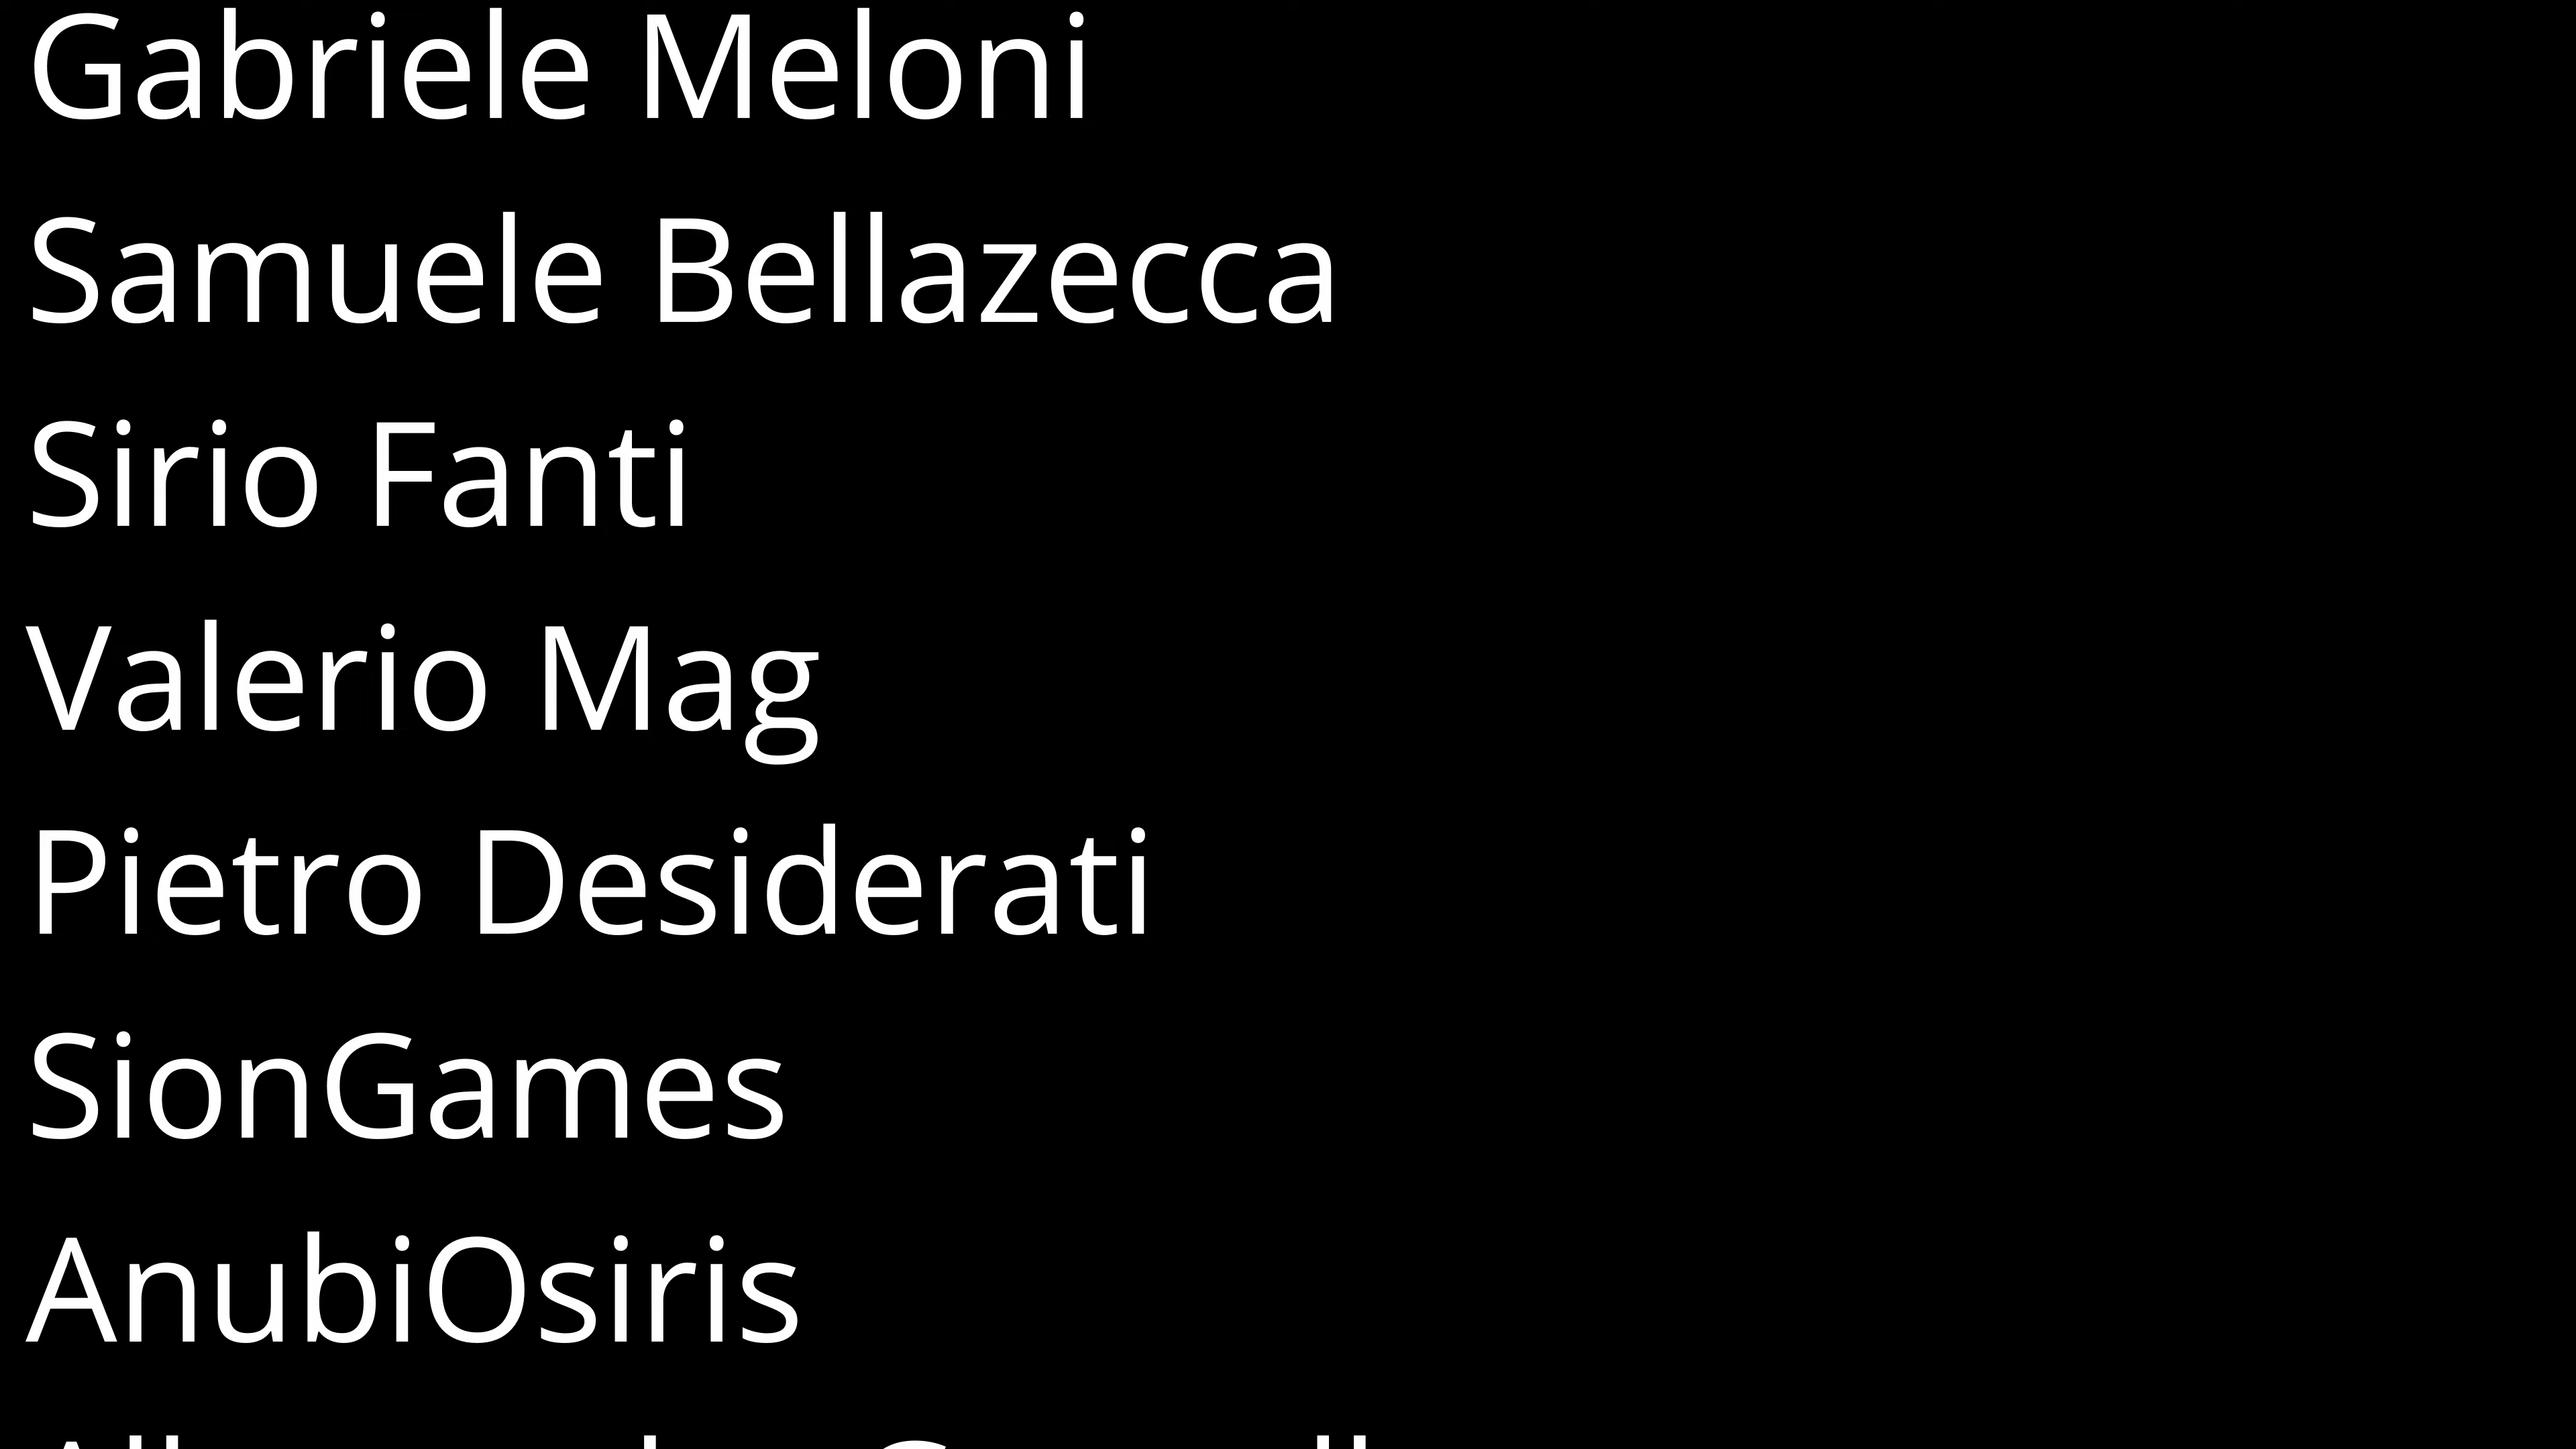 Gabriele Meloni
Samuele Bellazecca
Sirio Fanti
Valerio Mag
Pietro Desiderati
SionGames
AnubiOsiris